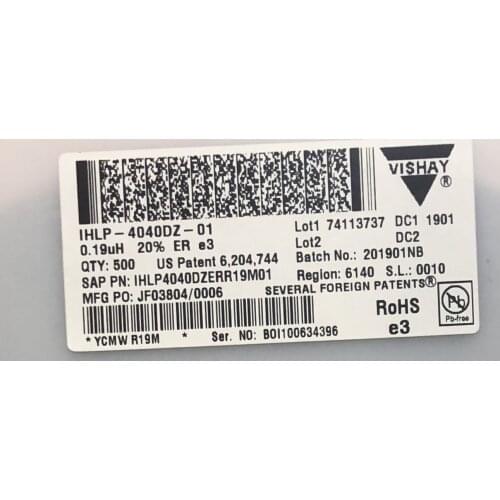 VISHAY ®
IHLP-4040DZ-01
Lot1 74113737 DC1 1901
0.19uH 20% ER e3
Lot2 DC2
QTY: 500 US Patent 6,204,744
Batch No.: 201901NB
SAP PN: IHLP4040DZERR19M01
Region: 6140 S.L.: 0010
MFG PO: JF03804/0006
SEVERAL FOREIGN PATENTS®
RoHS
e3
Pb
Pb-free
* YCMW R19M * Ser. NO: BOI100634396